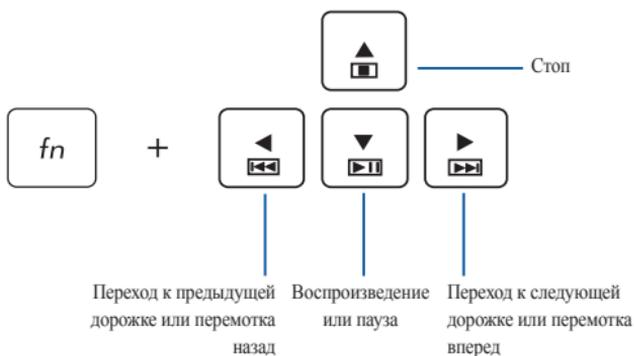 Стоп
fn +
Переход к предыдущей
дорожке или перемотка
назад
Воспроизведение
или пауза
Переход к следующей
дорожке или перемотка
вперед